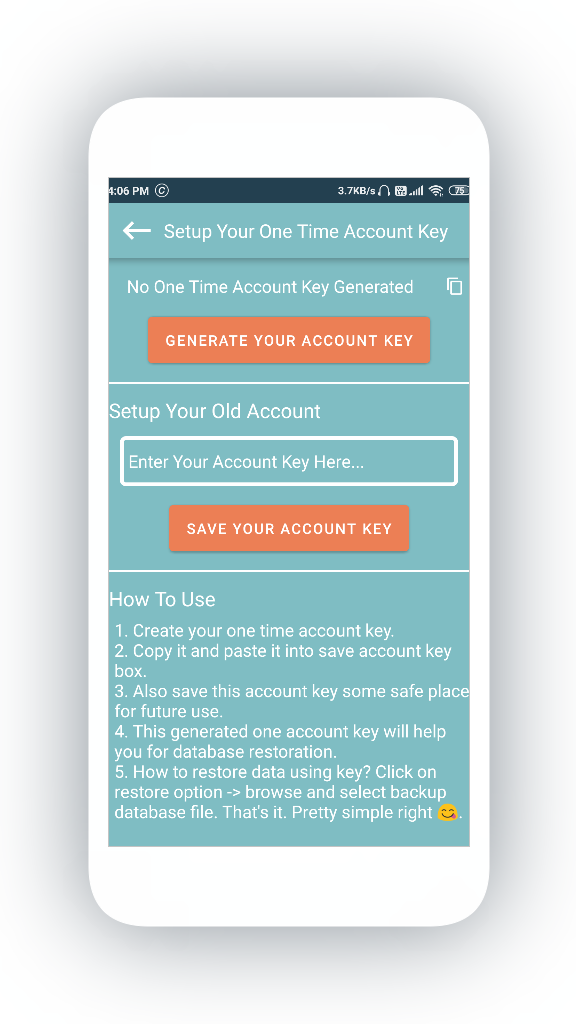 4:06 PM
3.7KB/s
75
Setup Your One Time Account Key
No One Time Account Key Generated
GENERATE YOUR ACCOUNT KEY
Setup Your Old Account
Enter Your Account Key Here...
SAVE YOUR ACCOUNT KEY
How To Use
1. Create your one time account key.
2. Copy it and paste it into save account key
box.
3. Also save this account key some safe place
for future use.
4. This generated one account key will help
you for database restoration.
5. How to restore data using key? Click on
restore option -> browse and select backup
database file. That's it. Pretty simple right 😋.